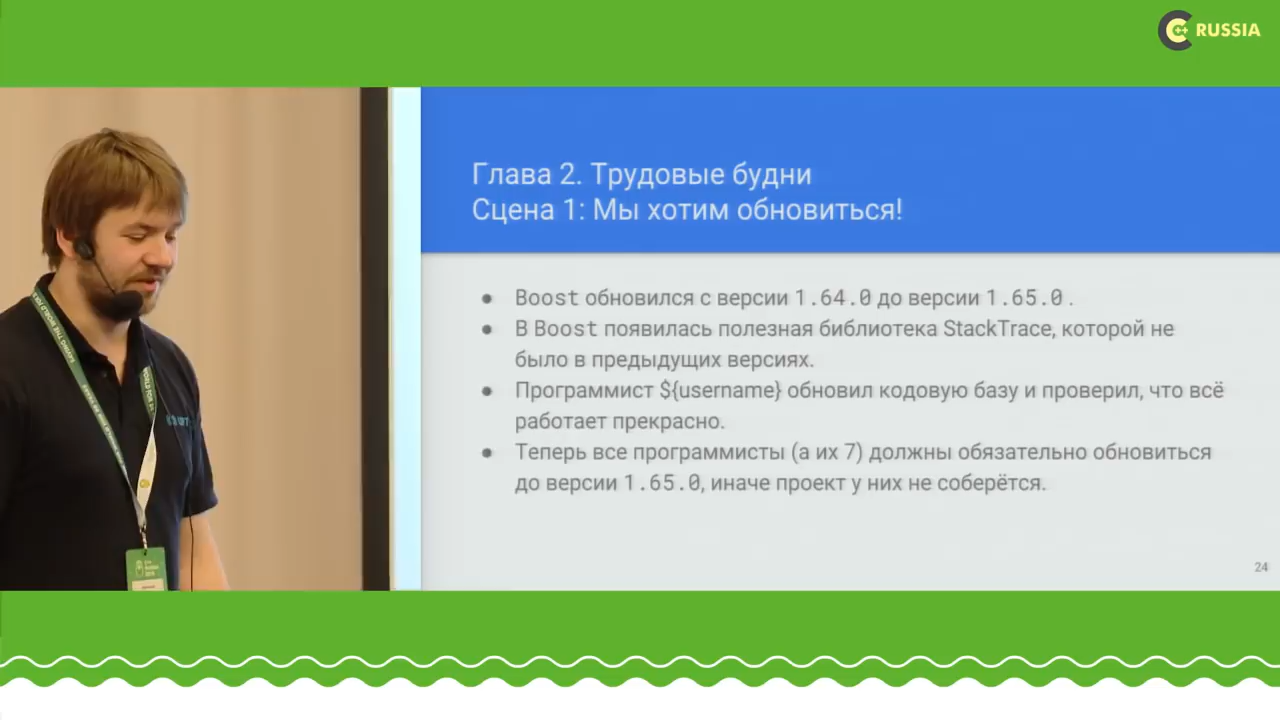 C++ RUSSIA
Глава 2. Трудовые будни
Сцена 1: Мы хотим обновиться!
● Boost обновился с версии 1.64.0 до версии 1.65.0 .
● В Boost появилась полезная библиотека StackTrace, которой не
было в предыдущих версиях.
● Программист ${username} обновил кодовую базу и проверил, что всё
работает прекрасно.
● Теперь все программисты (а их 7) должны обязательно обновиться
до версии 1.65.0, иначе проект у них не соберётся.
24